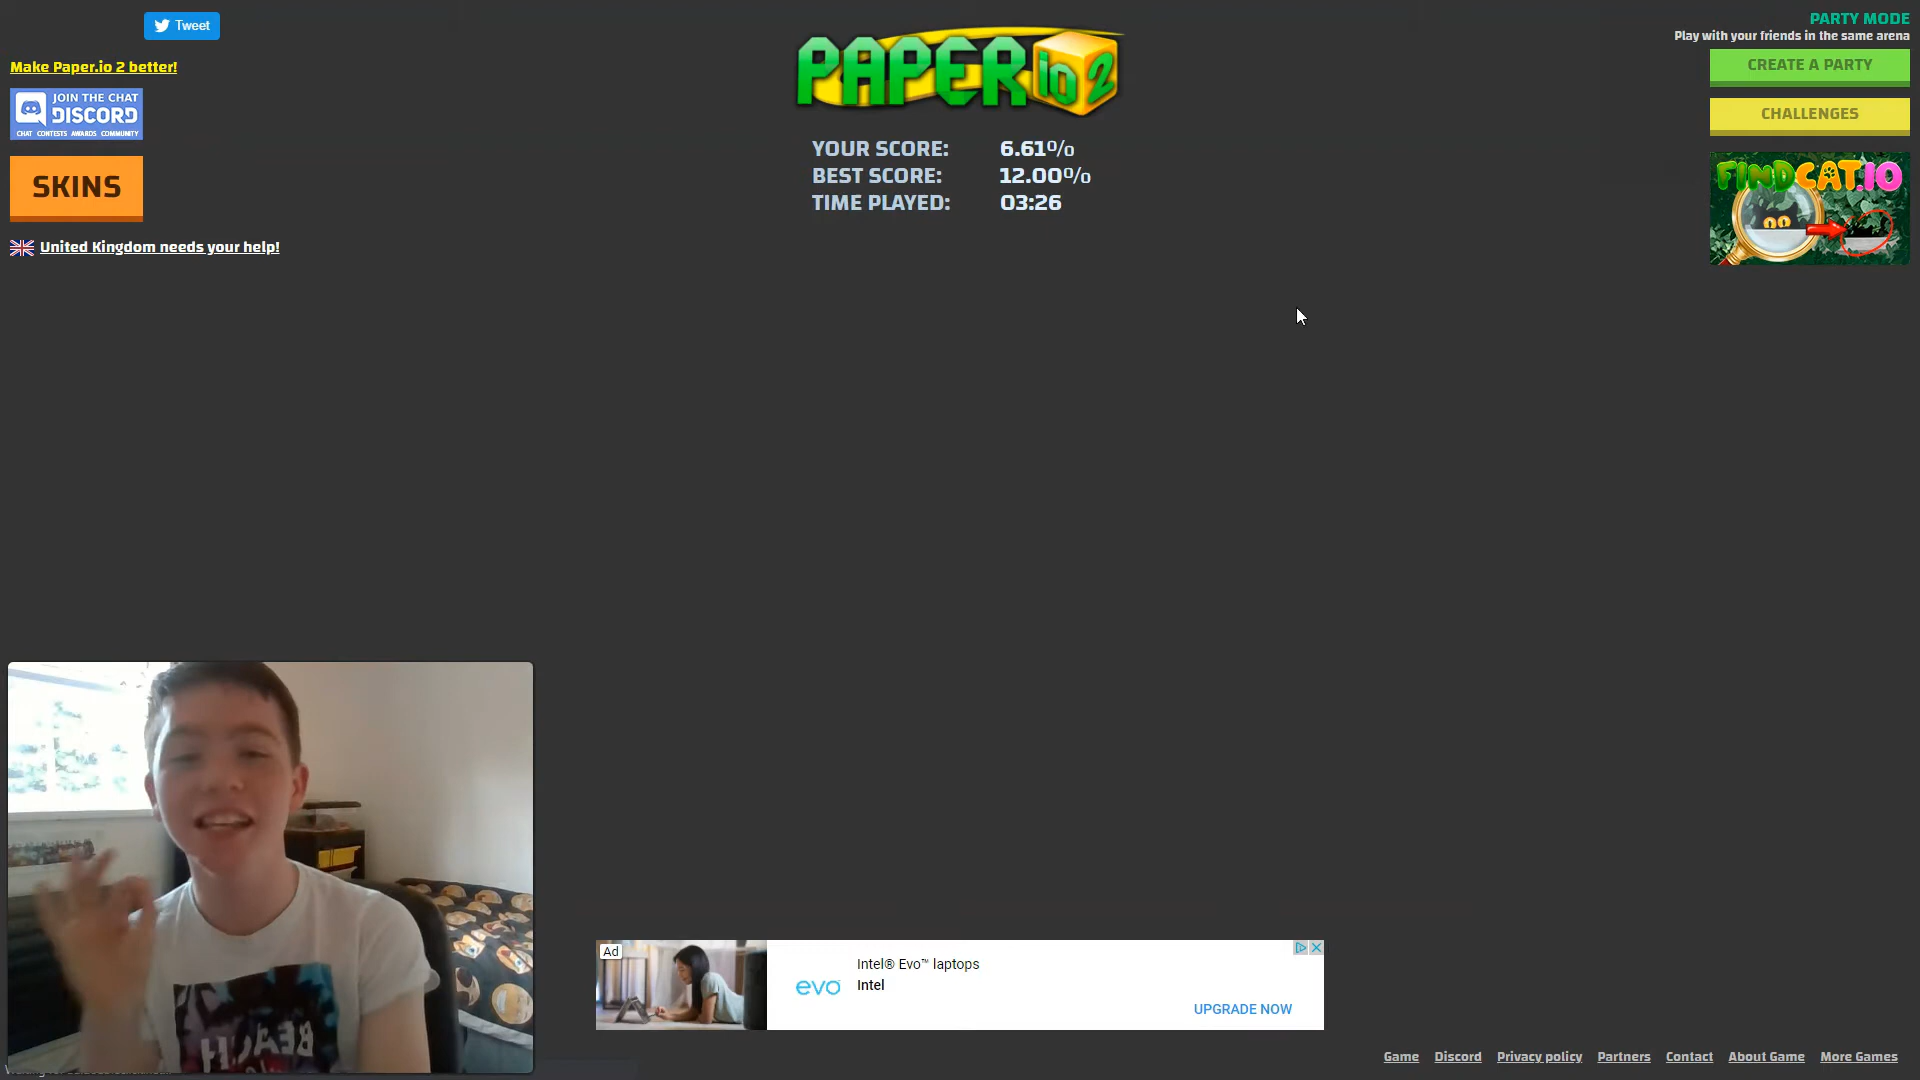 Tweet
Make Paper.io 2 better!
JOIN THE CHAT
DISCORD
CHAT CONTESTS AWARDS COMMUNITY
SKINS
United Kingdom needs your help!
PAPER io 2
YOUR SCORE: 6.61%
BEST SCORE: 12.00%
TIME PLAYED: 03:26
PARTY MODE
Play with your friends in the same arena
CREATE A PARTY
CHALLENGES
FINDCAT.IO
BEACH
Ad
evo
Intel® Evo™ laptops
Intel
UPGRADE NOW
Game Discord Privacy policy Partners Contact About Game More Games